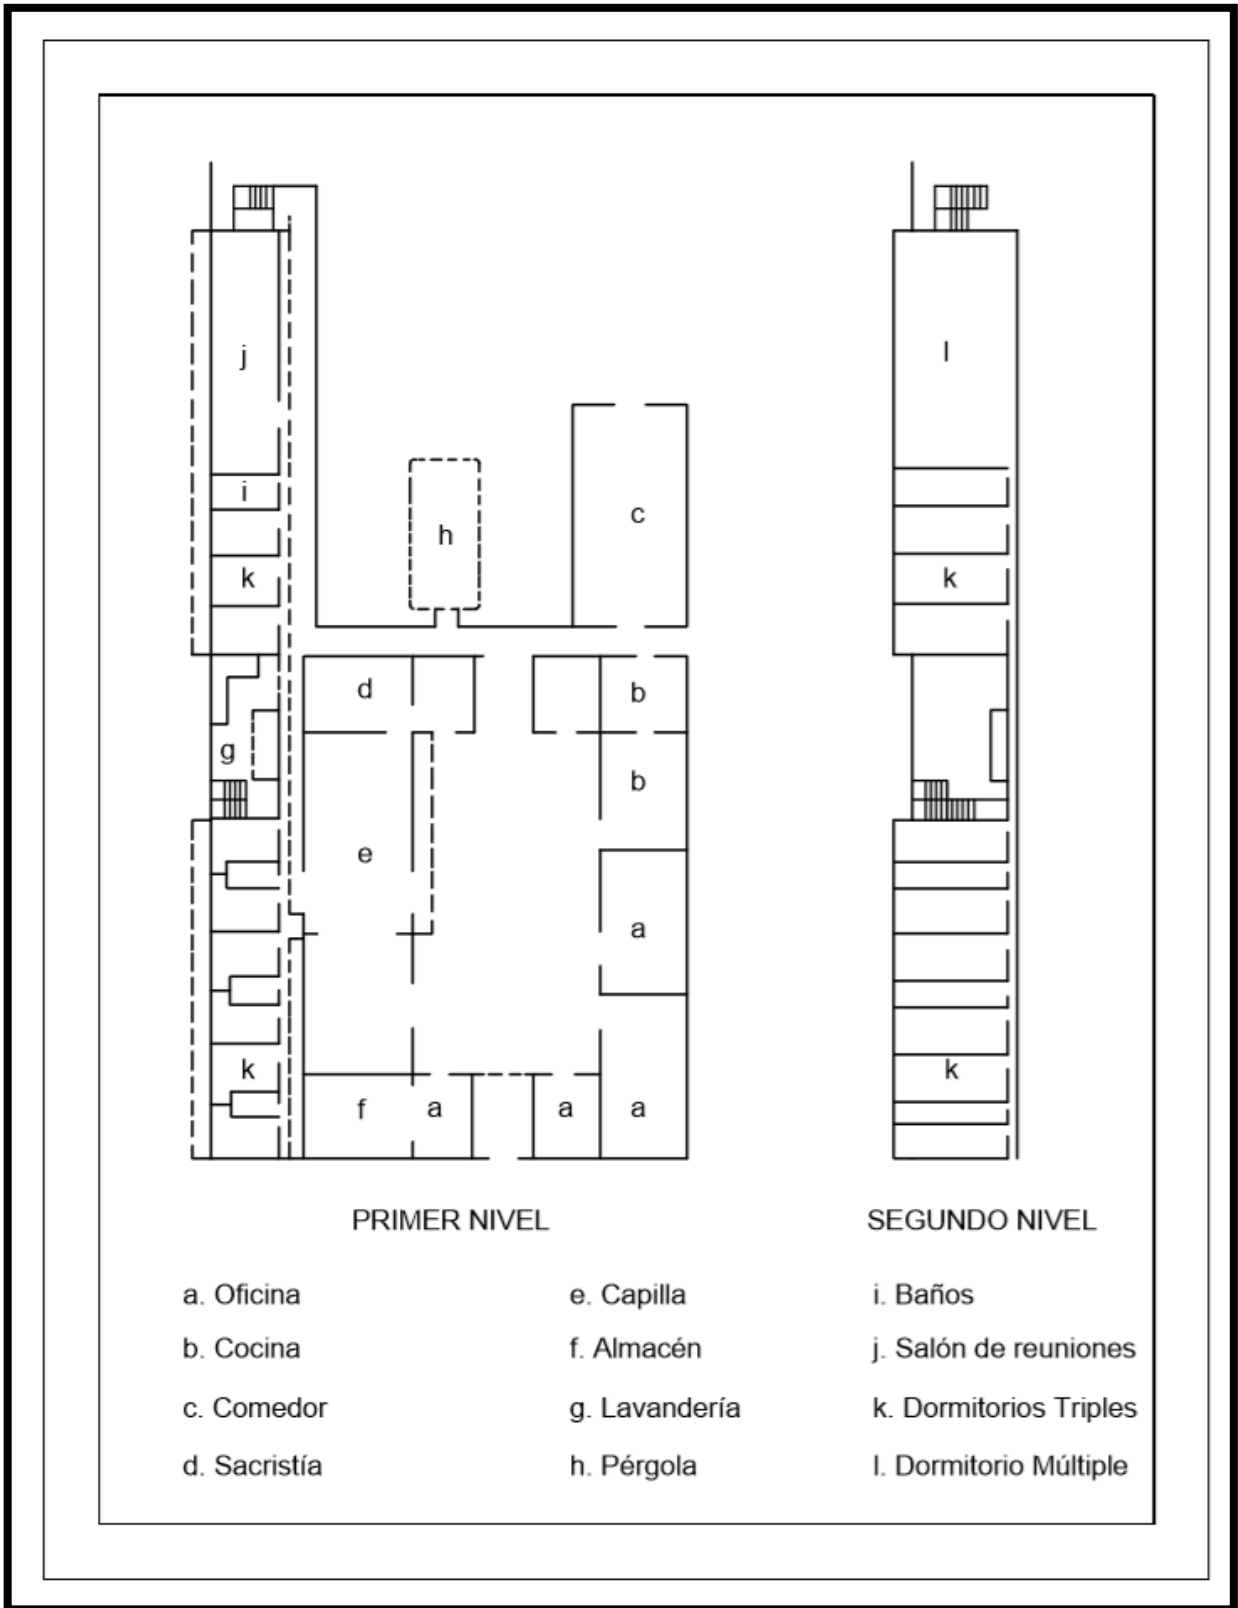 j
l
i
h
c
k
k
d
b
g
b
e
a
k
k
f
a
a
a
PRIMER NIVEL
SEGUNDO NIVEL
a. Oficina
e. Capilla
i. Baños
b. Cocina
f. Almacén
j. Salón de reuniones
c. Comedor
g. Lavandería
k. Dormitorios Triples
d. Sacristía
h. Pérgola
l. Dormitorio Múltiple